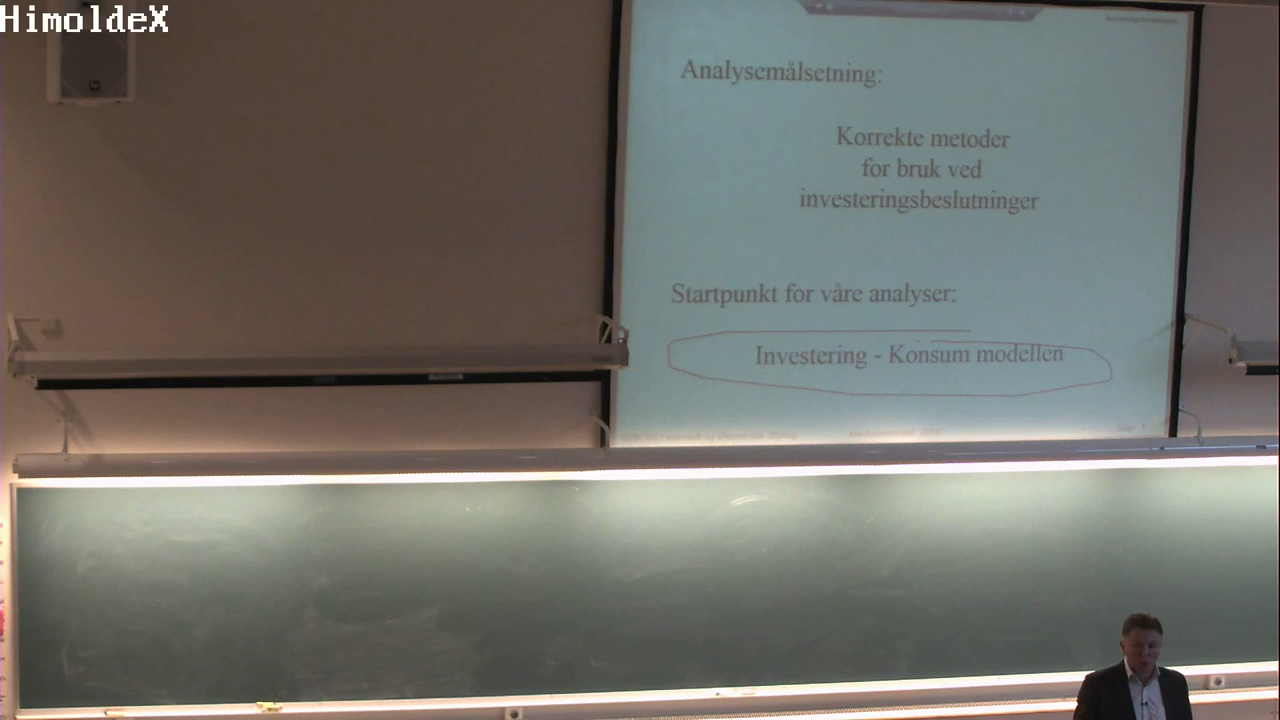 HimoldeX
Analysemålsetning:
Korrekte metoder
for bruk ved
investeringsbeslutninger
Startpunkt for våre analyser:
Investering - Konsum modellen